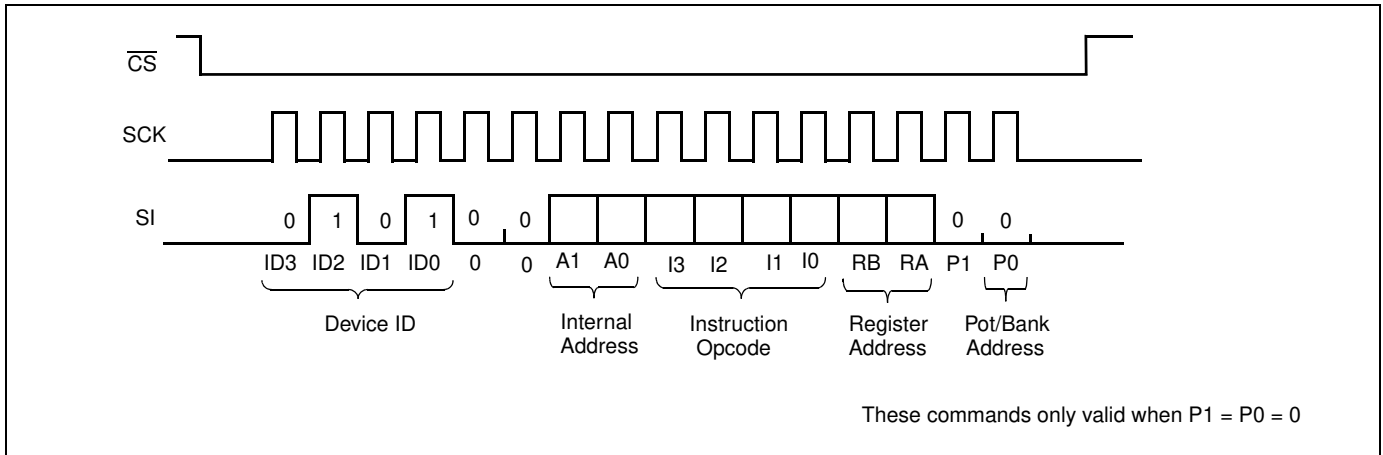 CS
SCK
SI
0 1 0 1 0 0 0 0
ID3 ID2 ID1 ID0 0 0 A1 A0 I3 I2 I1 I0 RB RA P1 P0
Device ID
Internal Address
Instruction Opcode
Register Address
Pot/Bank Address
These commands only valid when P1 = P0 = 0